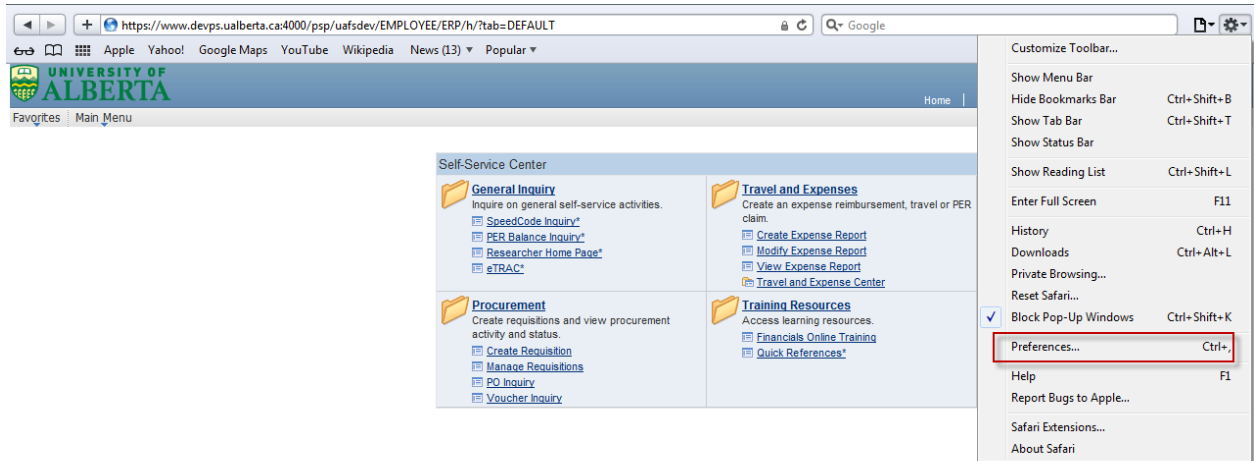 https://www.devps.ualberta.ca:4000/psp/uafsdev/EMPLOYEE/ERP/h/?tab=DEFAULT
Google
Apple Yahoo! Google Maps YouTube Wikipedia News (13) ▾ Popular ▾
UNIVERSITY OF
ALBERTA
Home |
Favorites Main Menu
Self-Service Center
General Inquiry
Inquire on general self-service activities.
SpeedCode Inquiry*
PER Balance Inquiry*
Researcher Home Page*
eTRAC*
Travel and Expenses
Create an expense reimbursement, travel or PER
claim.
Create Expense Report
Modify Expense Report
View Expense Report
Travel and Expense Center
Procurement
Create requisitions and view procurement
activity and status.
Create Requisition
Manage Requisitions
PO Inquiry
Voucher Inquiry
Training Resources
Access learning resources.
Financials Online Training
Quick References*
Customize Toolbar...
Show Menu Bar
Hide Bookmarks Bar Ctrl+Shift+B
Show Tab Bar Ctrl+Shift+T
Show Status Bar
Show Reading List Ctrl+Shift+L
Enter Full Screen F11
History Ctrl+H
Downloads Ctrl+Alt+L
Private Browsing...
Reset Safari...
Block Pop-Up Windows Ctrl+Shift+K
Preferences... Ctrl+,
Help F1
Report Bugs to Apple...
Safari Extensions...
About Safari